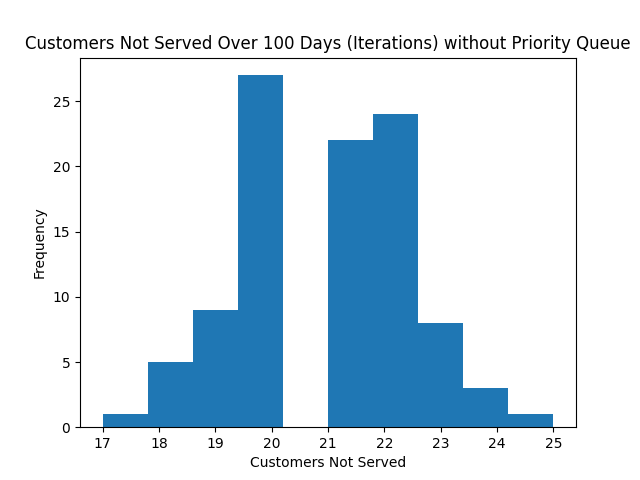 Customers Not Served Over 100 Days (Iterations) without Priority Queue
25
20
15
10
5
0
Frequency
17 18 19 20 21 22 23 24 25
Customers Not Served